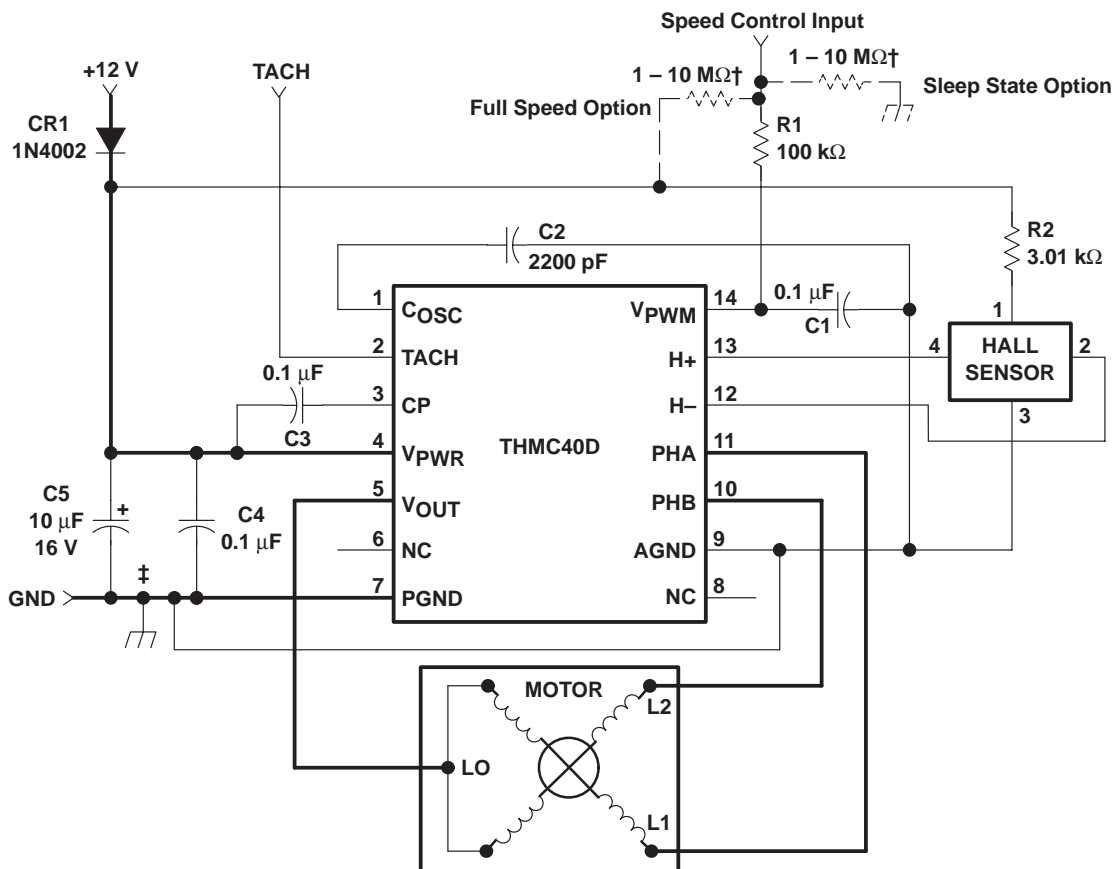 Speed Control Input
+12 V
TACH
1 – 10 MΩ†
1 – 10 MΩ†
Full Speed Option
Sleep State Option
CR1
1N4002
R1
100 kΩ
C2
2200 pF
R2
3.01 kΩ
1
COSC
VPWM
14
0.1 μF
C1
1
2
TACH
H+
13
4
HALL
SENSOR
2
0.1 μF
3
CP
H–
12
3
C3
4
VPWR
THMC40D
PHA
11
C5
10 μF
16 V
+
C4
0.1 μF
5
VOUT
PHB
10
6
NC
AGND
9
‡
GND
7
PGND
NC
8
MOTOR
L2
LO
L1